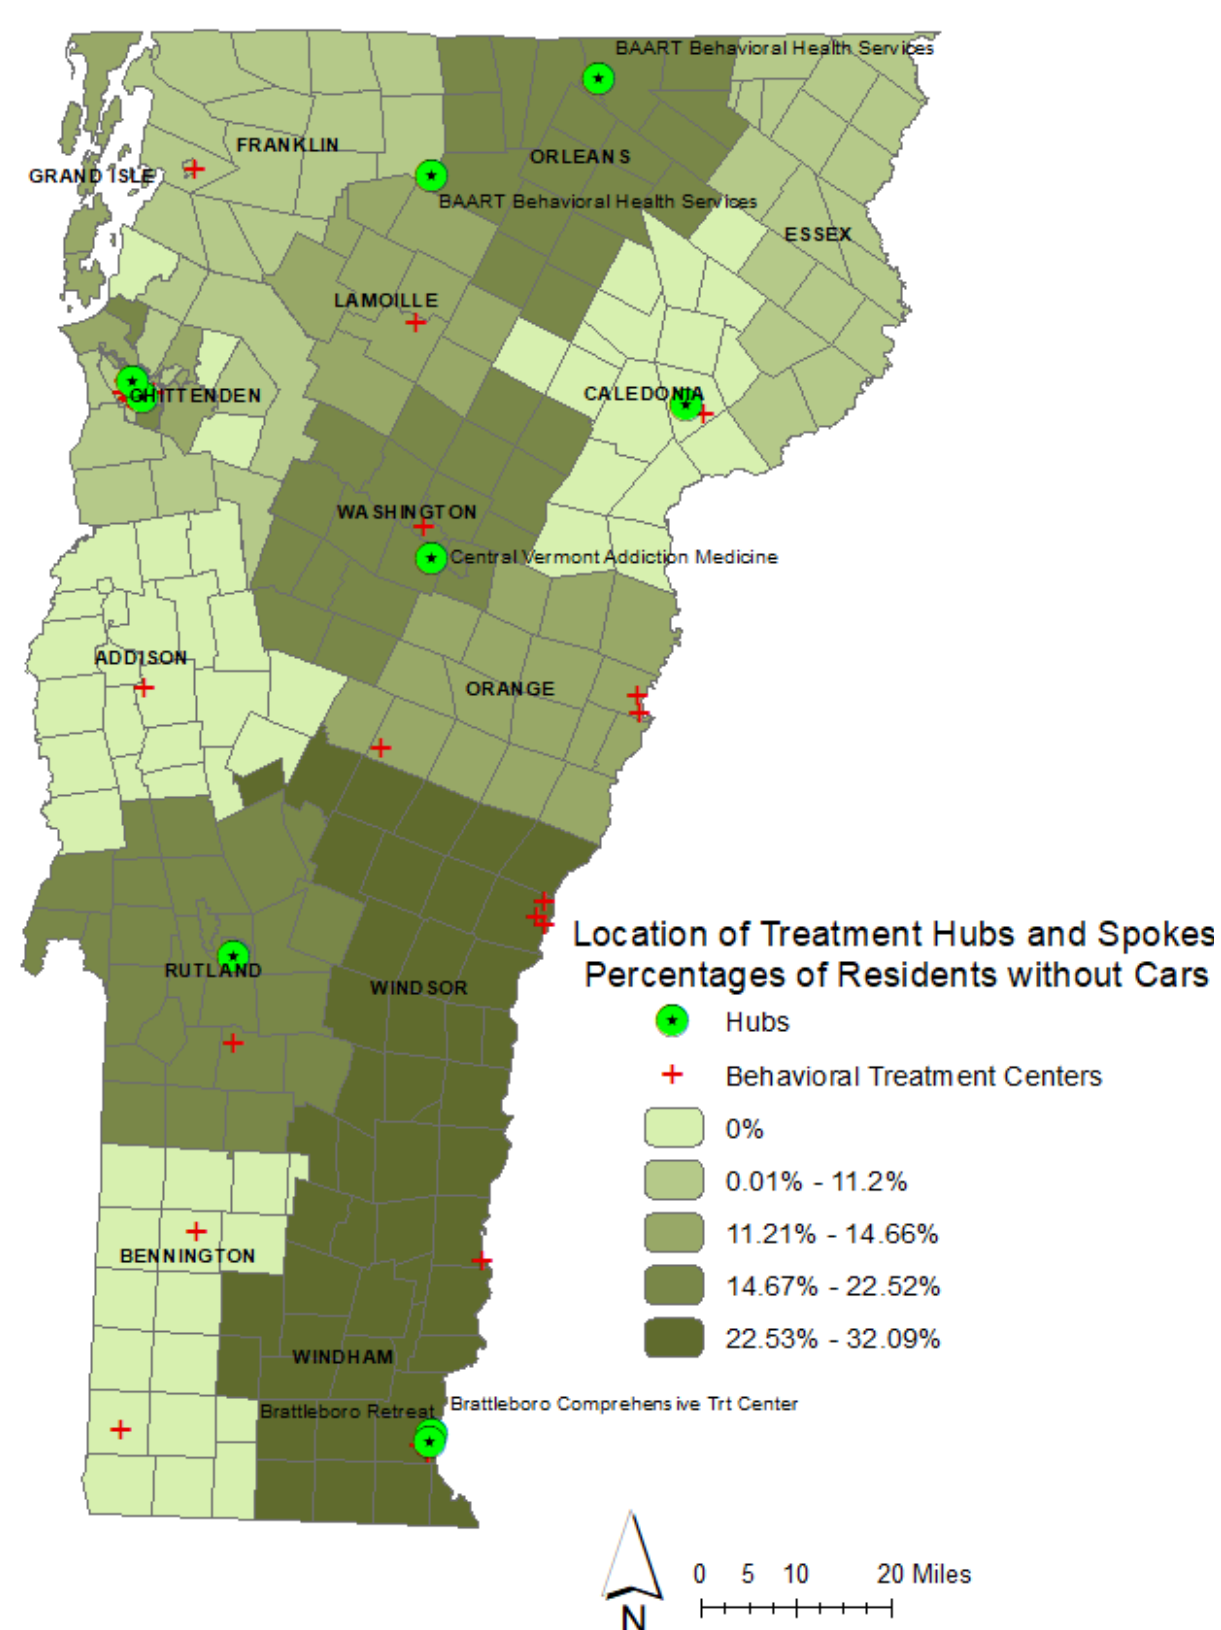 BAART Behavioral Health Services
FRANKLIN
ORLEANS
GRAND ISLE
BAART Behavioral Health Services
ESSEX
LAMOILLE
CHITTENDEN
CALEDONIA
WASHINGTON
Central Vermont Addiction Medicine
ADDISON
ORANGE
Location of Treatment Hubs and Spokes
Percentages of Residents without Cars
RUTLAND
WINDSOR
Hubs
Behavioral Treatment Centers
0%
0.01% - 11.2%
11.21% - 14.66%
14.67% - 22.52%
22.53% - 32.09%
BENNINGTON
WINDHAM
Brattleboro Retreat
Brattleboro Comprehensive Trt Center
N
0 5 10 20 Miles